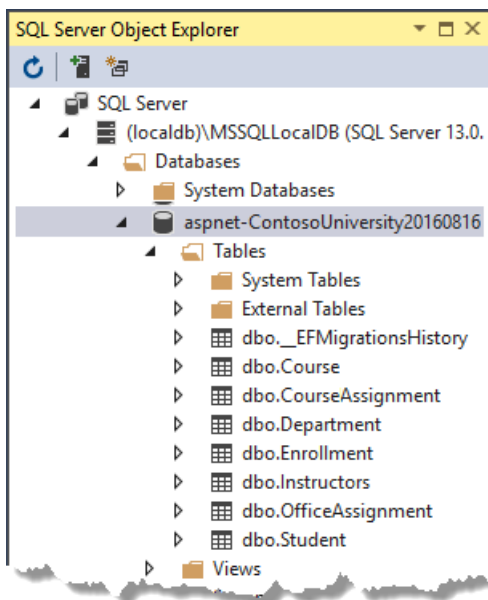 SQL Server Object Explorer
SQL Server
(localdb)\MSSQLLocalDB (SQL Server 13.0.
Databases
System Databases
aspnet-ContosoUniversity20160816
Tables
System Tables
External Tables
dbo.__EFMigrationsHistory
dbo.Course
dbo.CourseAssignment
dbo.Department
dbo.Enrollment
dbo.Instructors
dbo.OfficeAssignment
dbo.Student
Views